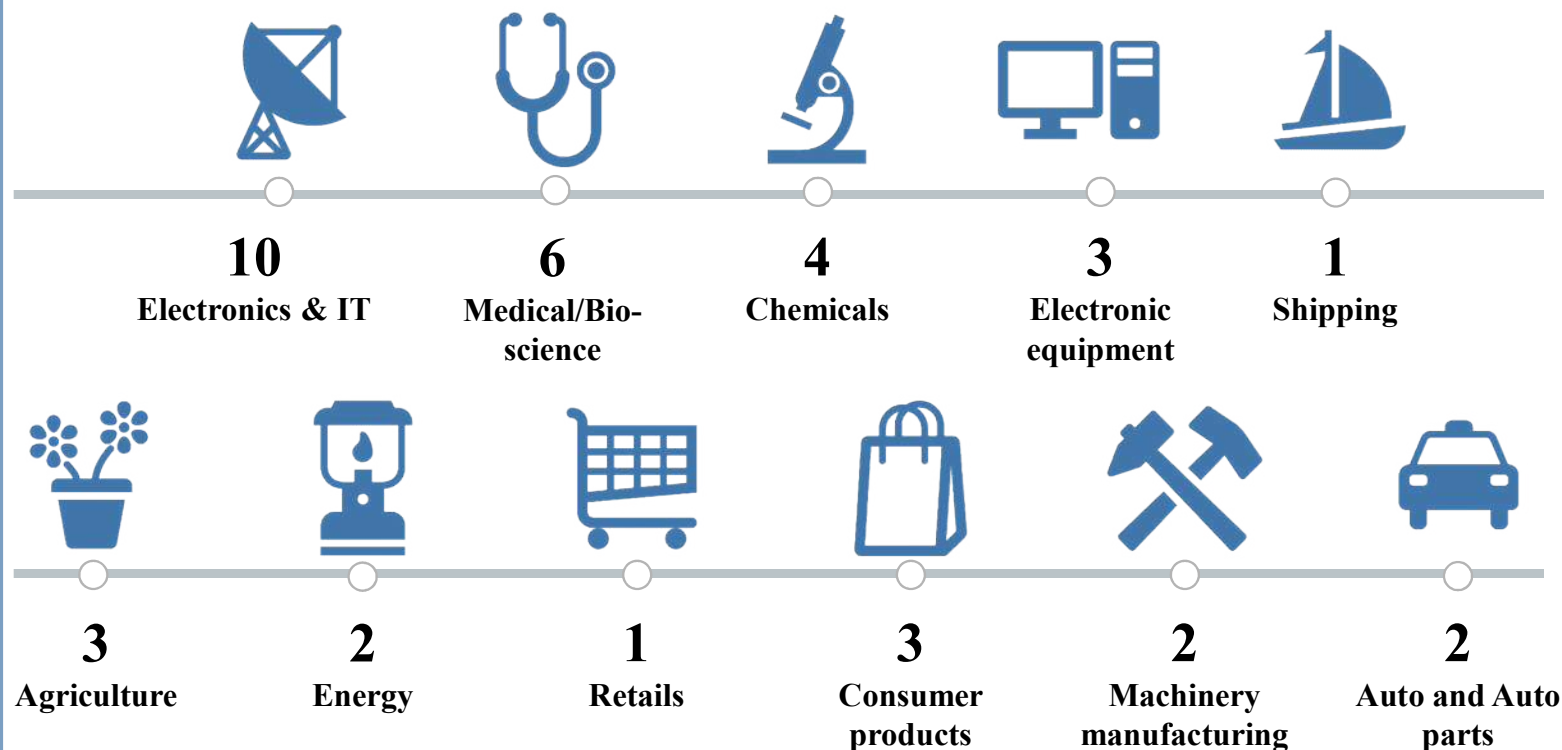 10 6 4 3 1
Electronics & IT Medical/Bio- Chemicals Electronic Shipping
science equipment
3 2 1 3 2 2
Agriculture Energy Retails Consumer Machinery Auto and Auto
products manufacturing parts